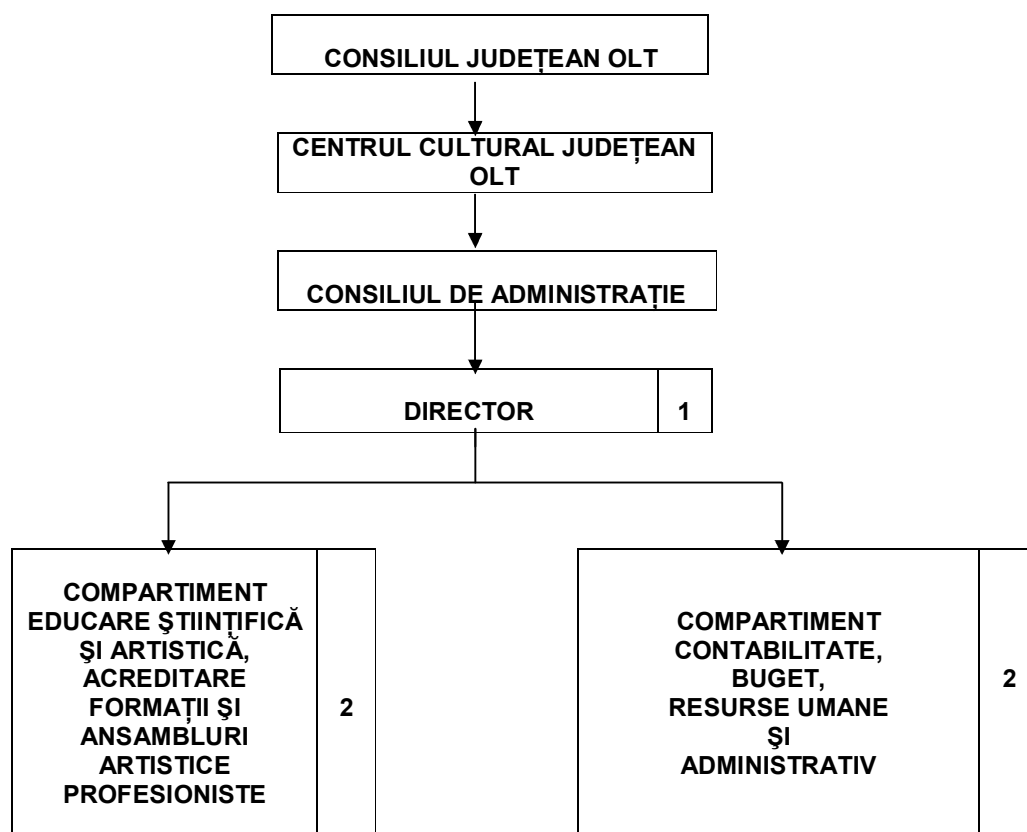 CONSILIUL JUDEȚEAN OLT
CENTRUL CULTURAL JUDEȚEAN
OLT
CONSILIUL DE ADMINISTRAȚIE
DIRECTOR
1
COMPARTIMENT
EDUCARE ŞTIINȚIFICĂ
ŞI ARTISTICĂ,
ACREDITARE
FORMAȚII ŞI
ANSAMBLURI
ARTISTICE
PROFESIONISTE
2
COMPARTIMENT
CONTABILITATE,
BUGET,
RESURSE UMANE
ŞI
ADMINISTRATIV
2